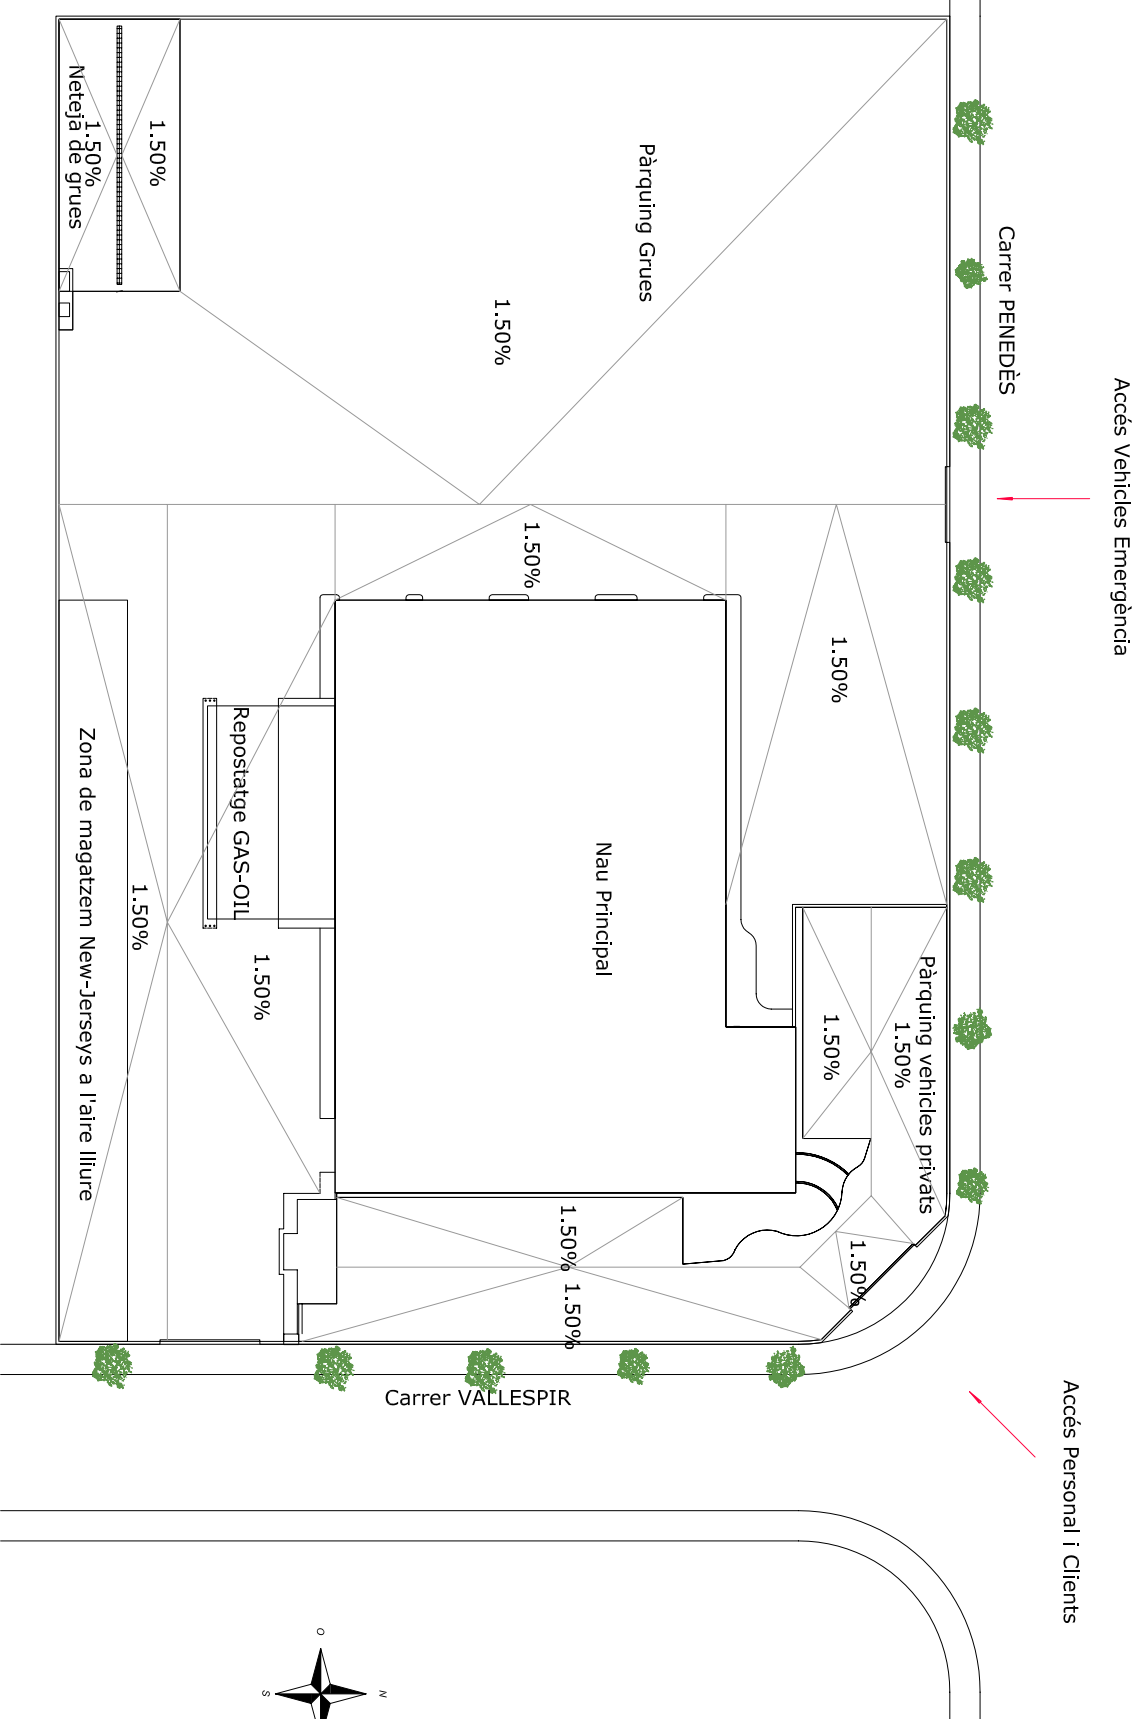 Accés Vehicles Emergència
Accés Personal i Clients
Carrer PENEDÈS
Pàrquing vehicles privats
1.50%
1.50%
1.50%
1.50%
Pàrquing Grues
1.50%
Nau Principal
1.50%
1.50%
1.50%
Repostatge GAS-OIL
1.50%
1.50%
1.50%
1.50%
Neteja de grues
Zona de magatzem New-Jerseys a l'aire lliure
Carrer VALLESPIR
O
N
S